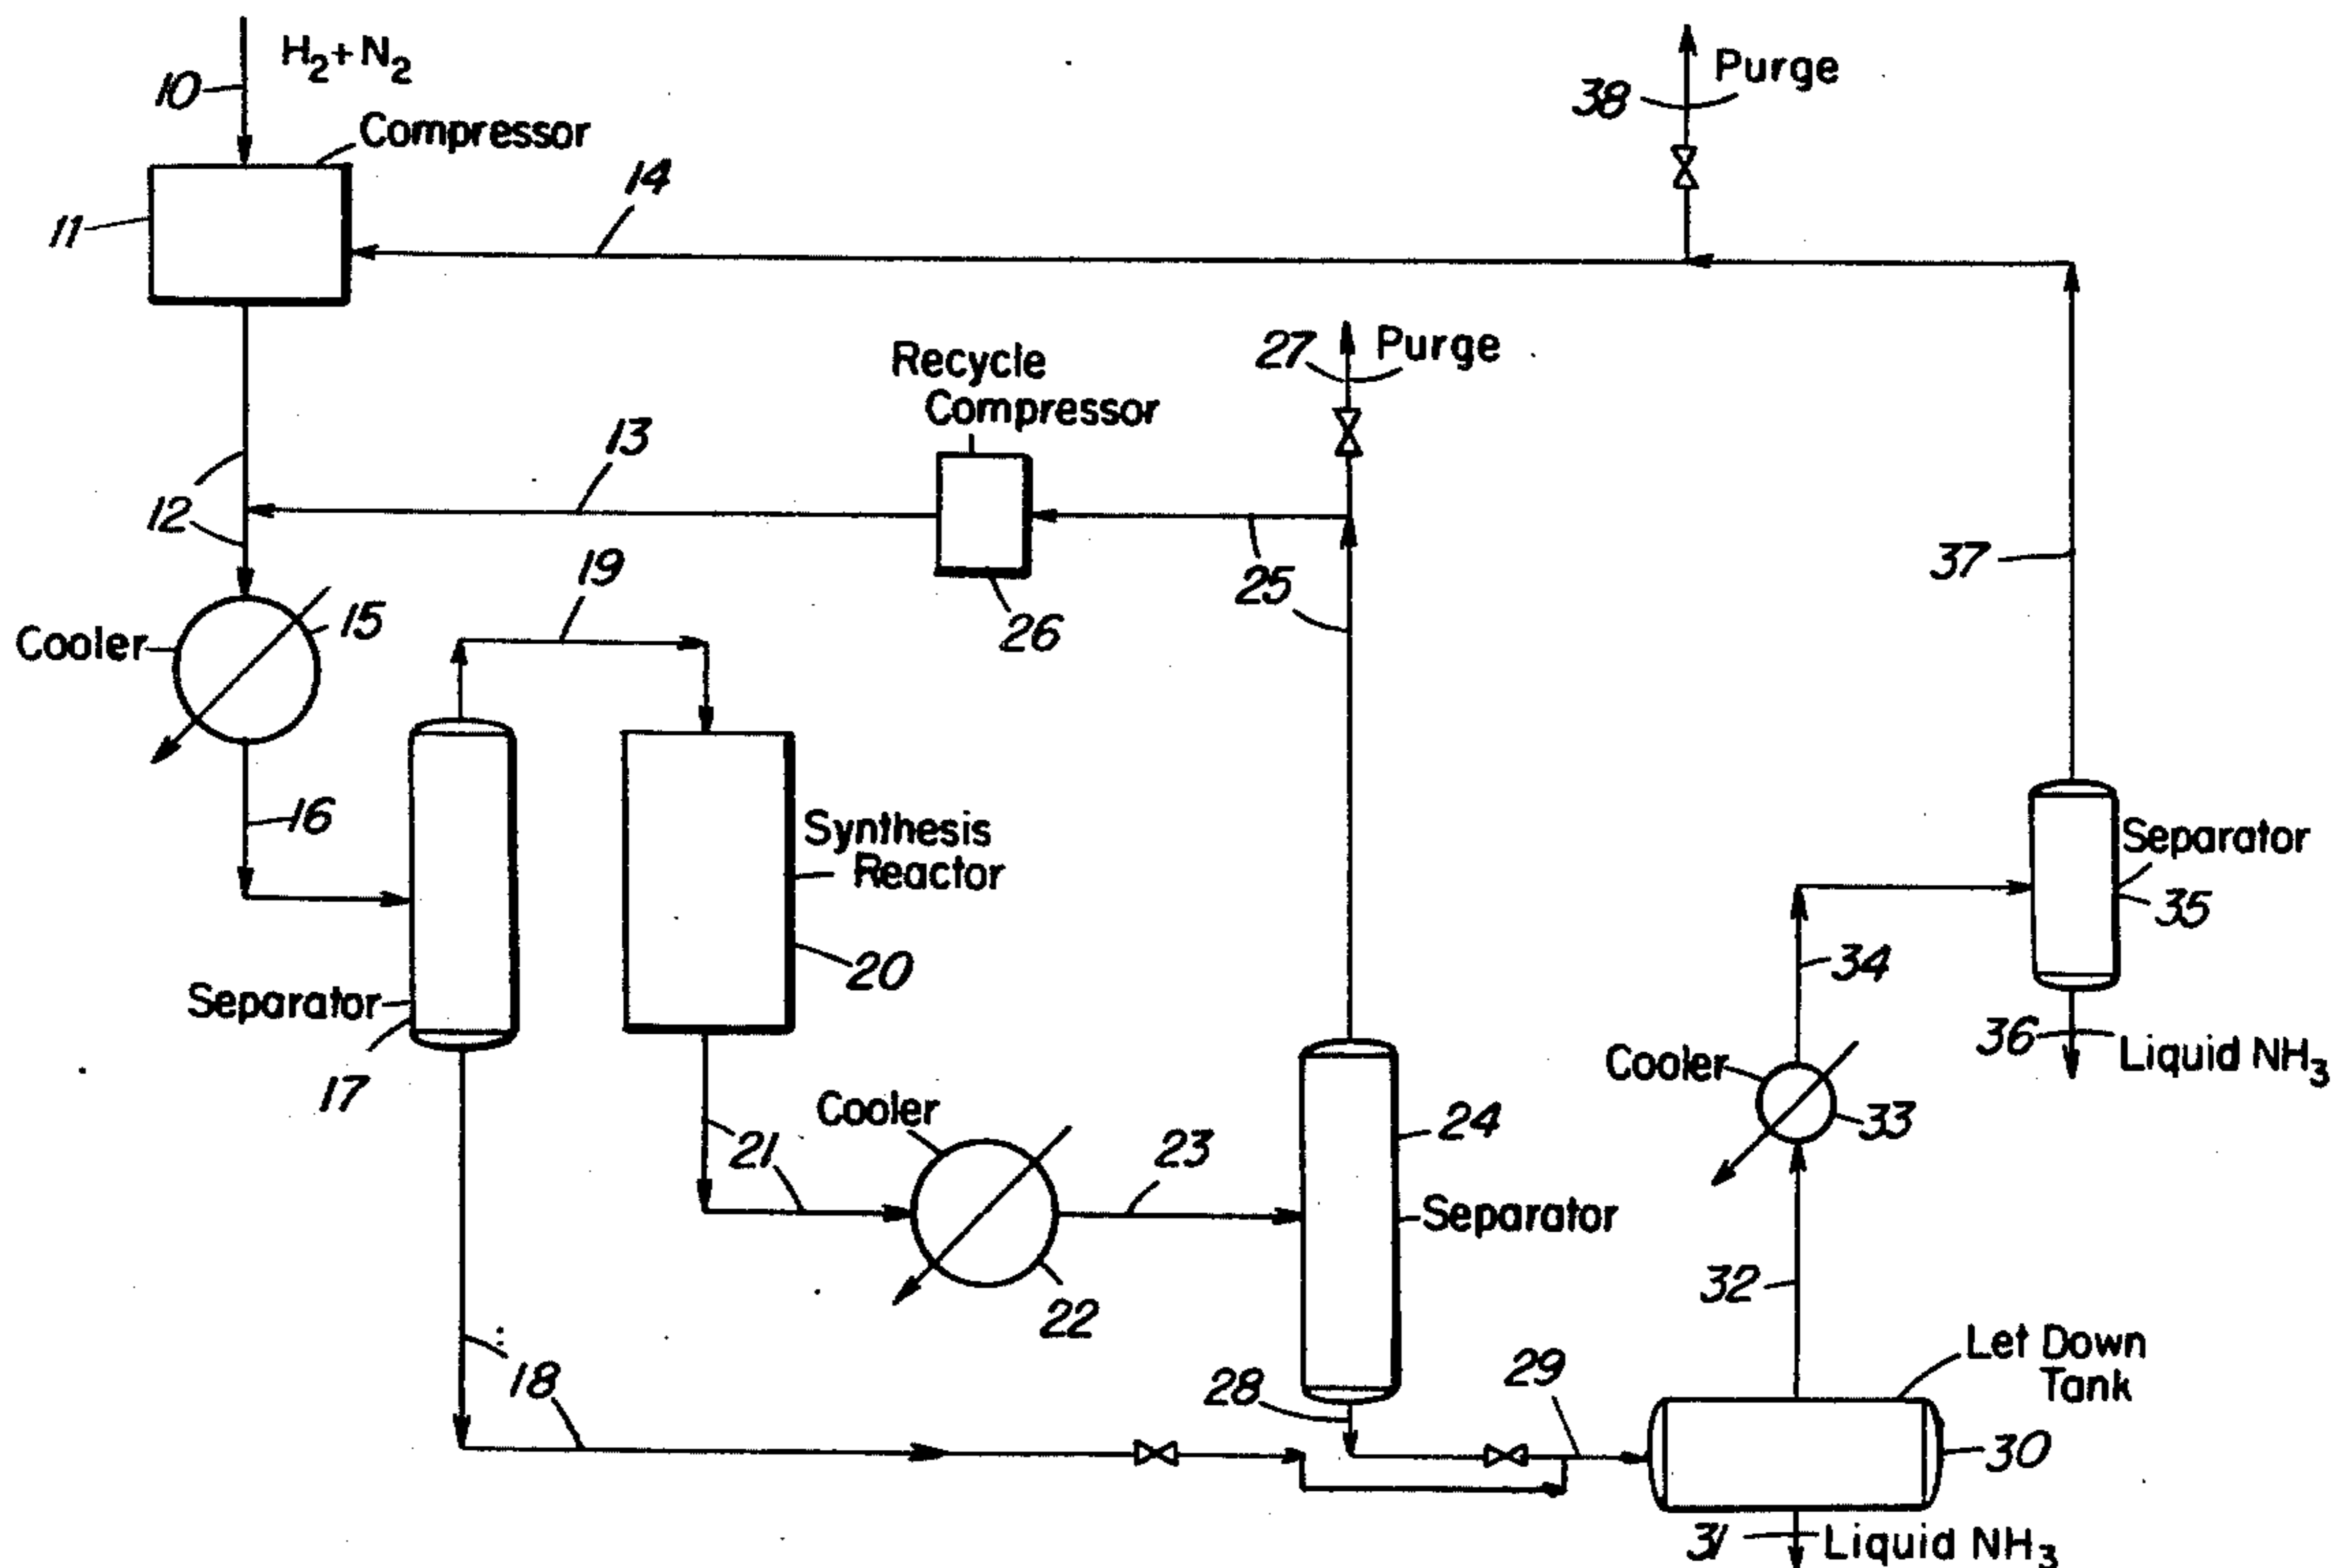 H2+N2
10
Compressor
11
14
38
Purge
27
Purge
Recycle
Compressor
13
12
19
25
26
37
Cooler
15
16
Synthesis
Reactor
20
Separator
17
Separator
35
34
36
Liquid NH3
Cooler
33
Cooler
21
23
22
24
Separator
32
18
28
29
Let Down
Tank
30
31
Liquid NH3